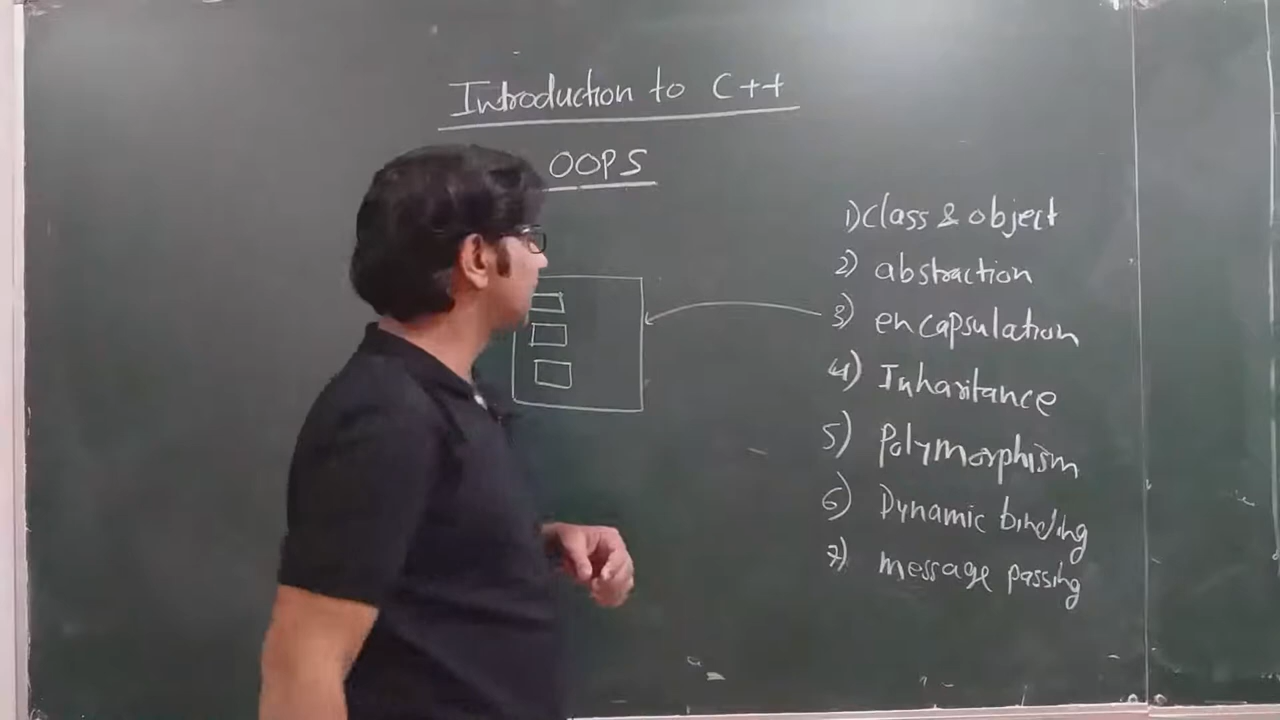 Introduction to C++
OOPS
1) class & object
2) abstraction
3) encapsulation
4) Inharitance
5) Polymorphism
6) Dynamic binding
7) message passing